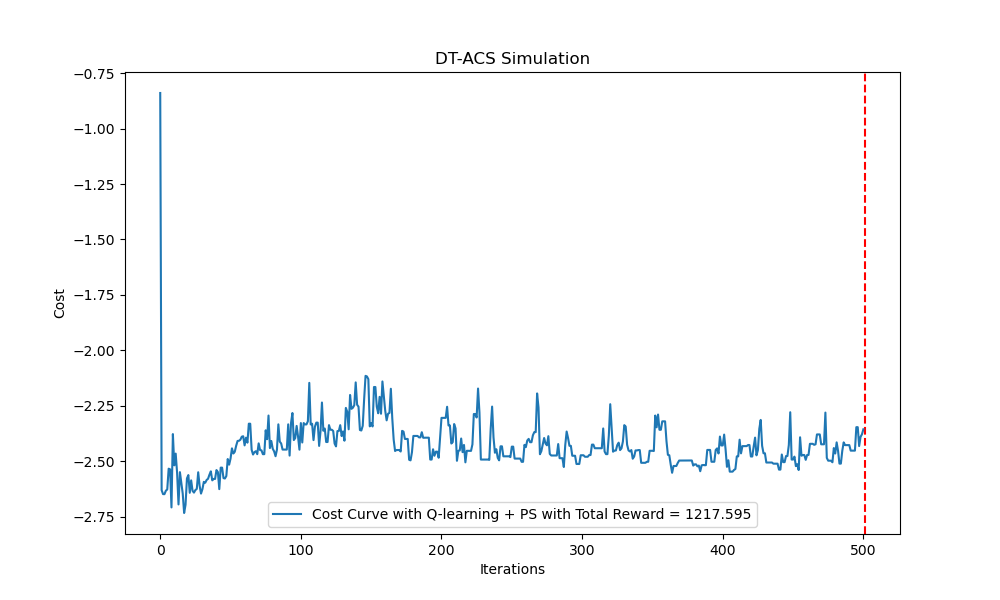 DT-ACS Simulation
Cost
−0.75
−1.00
−1.25
−1.50
−1.75
−2.00
−2.25
−2.50
−2.75
Cost Curve with Q-learning + PS with Total Reward = 1217.595
0 100 200 300 400 500
Iterations